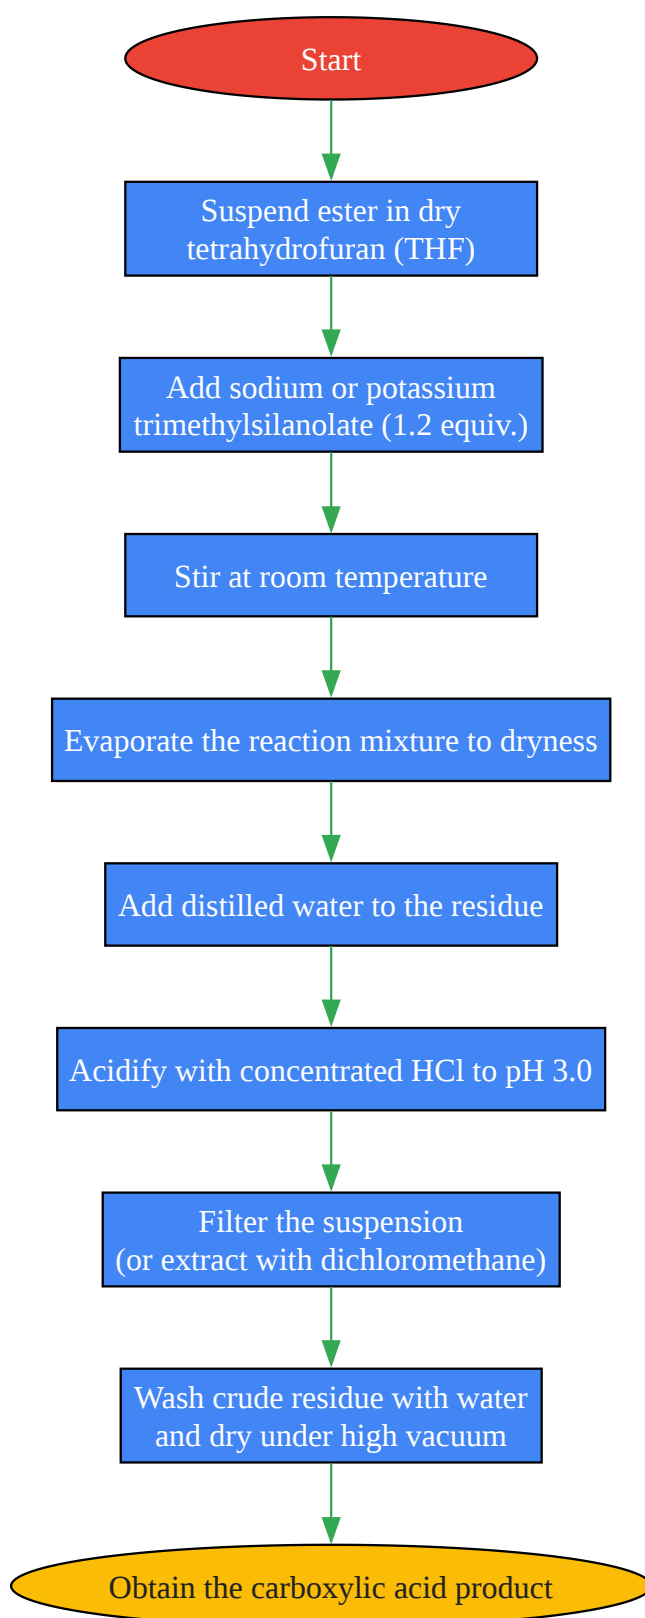 Start
Suspend ester in dry
tetrahydrofuran (THF)
Add sodium or potassium
trimethylsilanolate (1.2 equiv.)
Stir at room temperature
Evaporate the reaction mixture to dryness
Add distilled water to the residue
Acidify with concentrated HCl to pH 3.0
Filter the suspension
(or extract with dichloromethane)
Wash crude residue with water
and dry under high vacuum
Obtain the carboxylic acid product